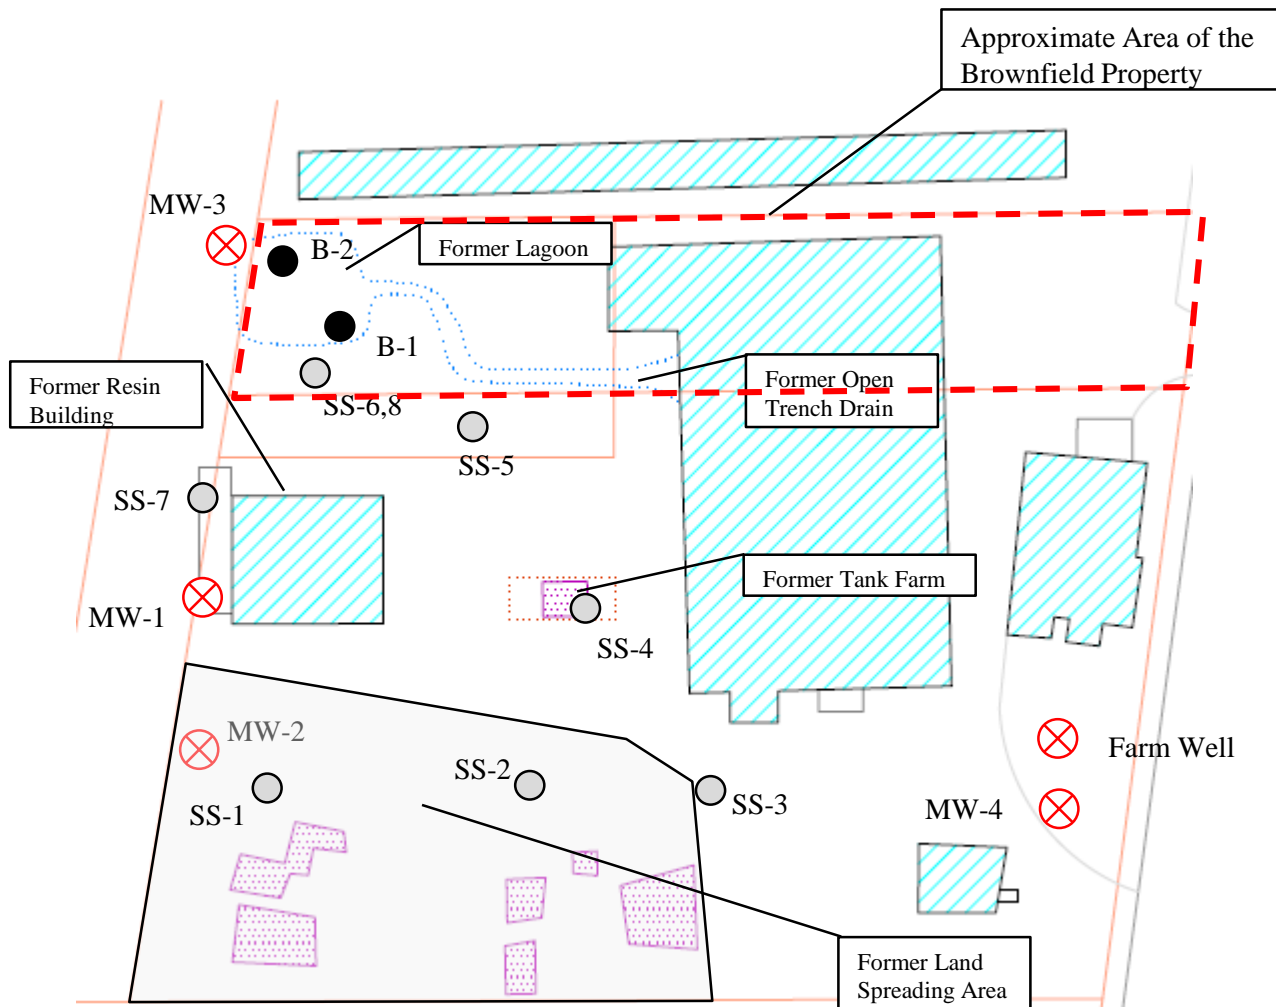 Approximate Area of the
Brownfield Property
MW-3
B-2
Former Lagoon
B-1
Former Resin
Building
Former Open
Trench Drain
SS-6,8
SS-5
SS-7
Former Tank Farm
MW-1
SS-4
MW-2
Farm Well
SS-2
SS-1
SS-3
MW-4
Former Land
Spreading Area